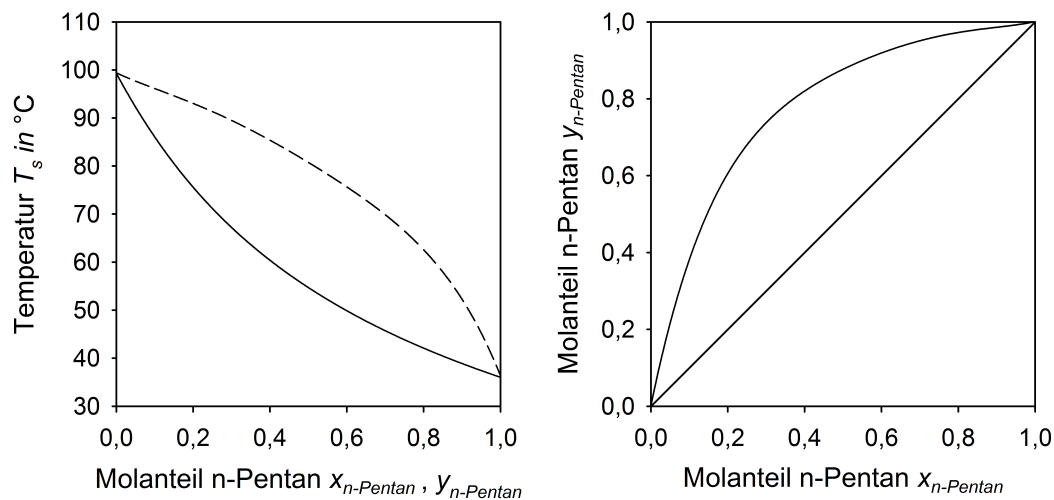 110
100
90
80
70
60
50
40
30
Temperatur T_s in °C
0,0 0,2 0,4 0,6 0,8 1,0
Molanteil n-Pentan x_n-Pentan , y_n-Pentan
1,0
0,8
0,6
0,4
0,2
0,0
Molanteil n-Pentan y_n-Pentan
0,0 0,2 0,4 0,6 0,8 1,0
Molanteil n-Pentan x_n-Pentan